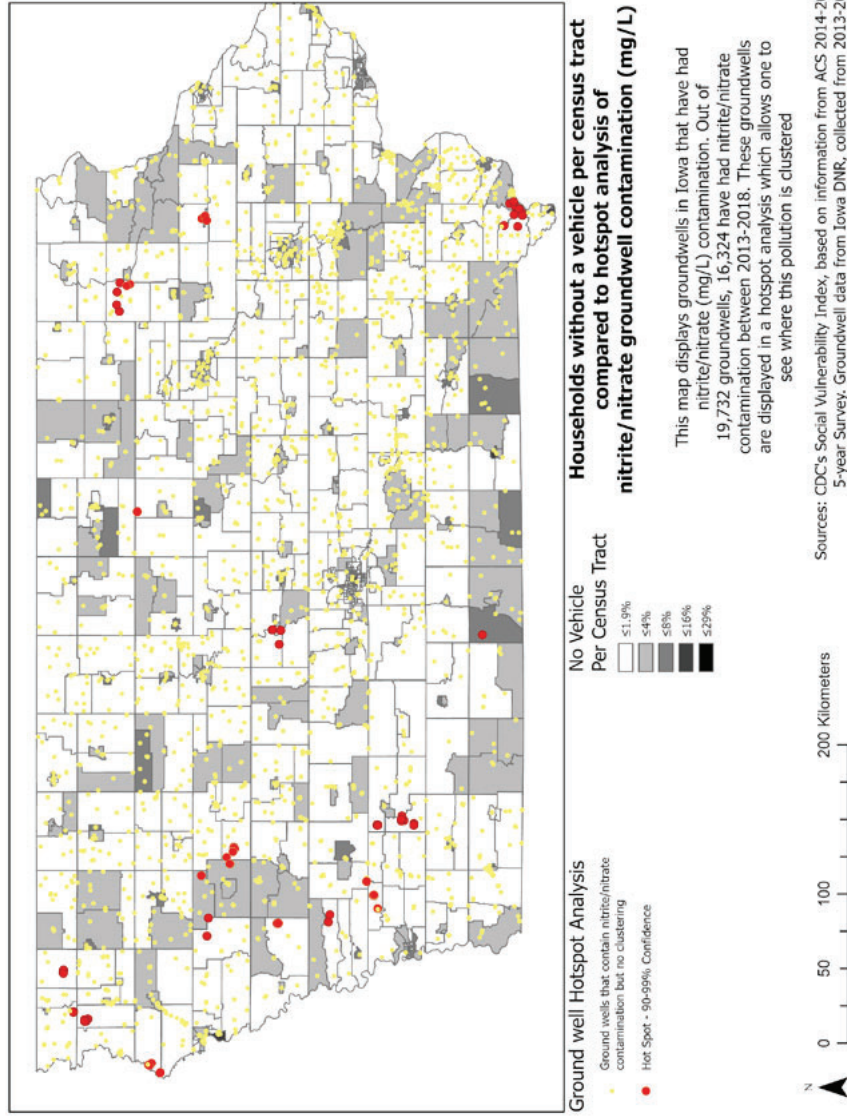 Households without a vehicle per census tract
compared to hotspot analysis of
nitrite/nitrate groundwell contamination (mg/L)
This map displays groundwells in Iowa that have had
nitrite/nitrate (mg/L) contamination. Out of
19,732 groundwells, 16,324 have had nitrite/nitrate
contamination between 2013-2018. These groundwells
are displayed in a hotspot analysis which allows one to
see where this pollution is clustered
Sources: CDC's Social Vulnerability Index, based on information from ACS
5-year Survey. Groundwell data from Iowa DNR, collected from
No Vehicle
Per Census Tract
≤1.9%
≤4%
≤8%
≤16%
≤29%
Ground well Hotspot Analysis
Ground wells that contain nitrite/nitrate
contamination but no clustering
Hot Spot - 90-99% Confidence
N
0 50 100 200 Kilometers